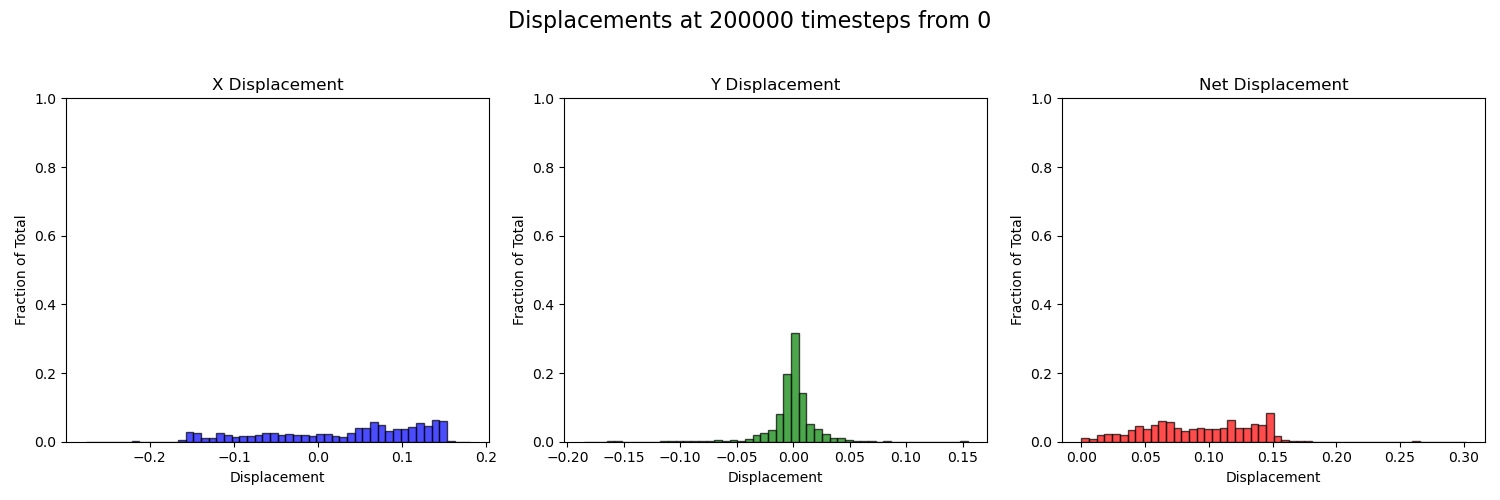 Displacements at 200000 timesteps from 0
X Displacement
Fraction of Total
1.0
0.8
0.6
0.4
0.2
0.0
−0.2 −0.1 0.0 0.1 0.2
Displacement
Y Displacement
Fraction of Total
1.0
0.8
0.6
0.4
0.2
0.0
−0.20 −0.15 −0.10 −0.05 0.00 0.05 0.10 0.15
Displacement
Net Displacement
Fraction of Total
1.0
0.8
0.6
0.4
0.2
0.0
0.00 0.05 0.10 0.15 0.20 0.25 0.30
Displacement